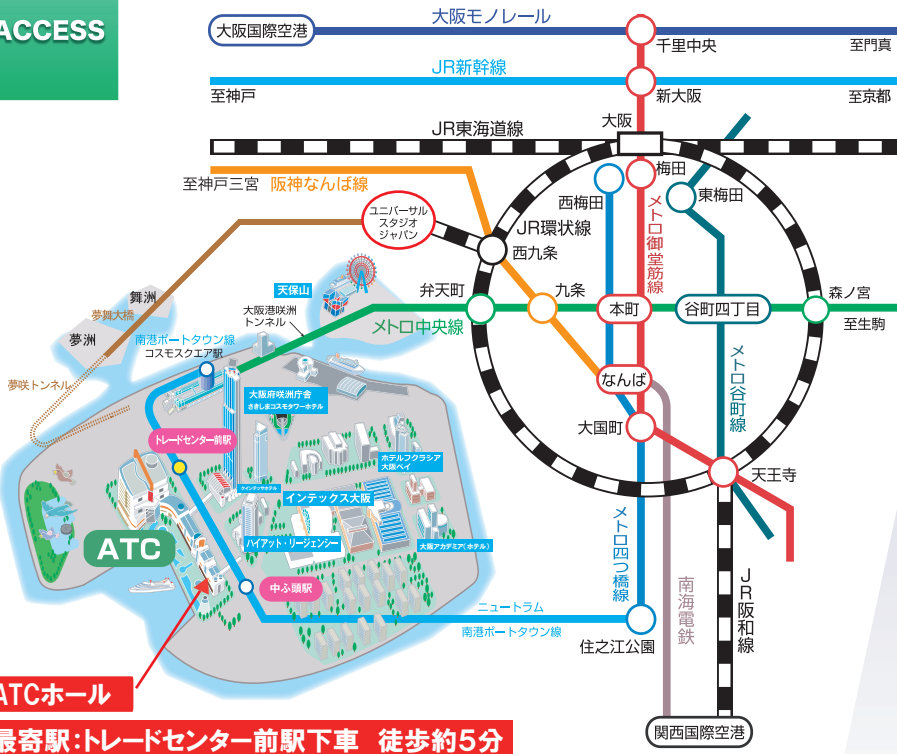 ACCESS
大阪モノレール
大阪国際空港
千里中央
至門真
JR新幹線
至神戸
新大阪
至京都
大阪
JR東海道線
梅田
至神戸三宮
阪神なんば線
西梅田
東梅田
ユニバーサル
スタジオ
ジャパン
JR環状線
西九条
メトロ御堂筋線
天保山
弁天町
九条
本町
谷町四丁目
森ノ宮
至生駒
舞洲
夢舞大橋
夢洲
大阪港咲洲
トンネル
メトロ中央線
南港ポートタウン線
コスモスクエア駅
夢咲トンネル
なんば
メトロ谷町線
大阪府咲洲庁舎
さきしまコスモタワーホテル
大国町
トレードセンター前駅
ホテルフクラシア
大阪ベイ
天王寺
クインテッサホテル
インテックス大阪
ATC
ハイアット・リージェンシー
大阪アカデミア(ホテル)
メトロ四つ橋線
南海電鉄
JR阪和線
中ふ頭駅
ニュートラム
南港ポートタウン線
住之江公園
ATCホール
関西国際空港
最寄駅:トレードセンター前駅下車 徒歩約5分